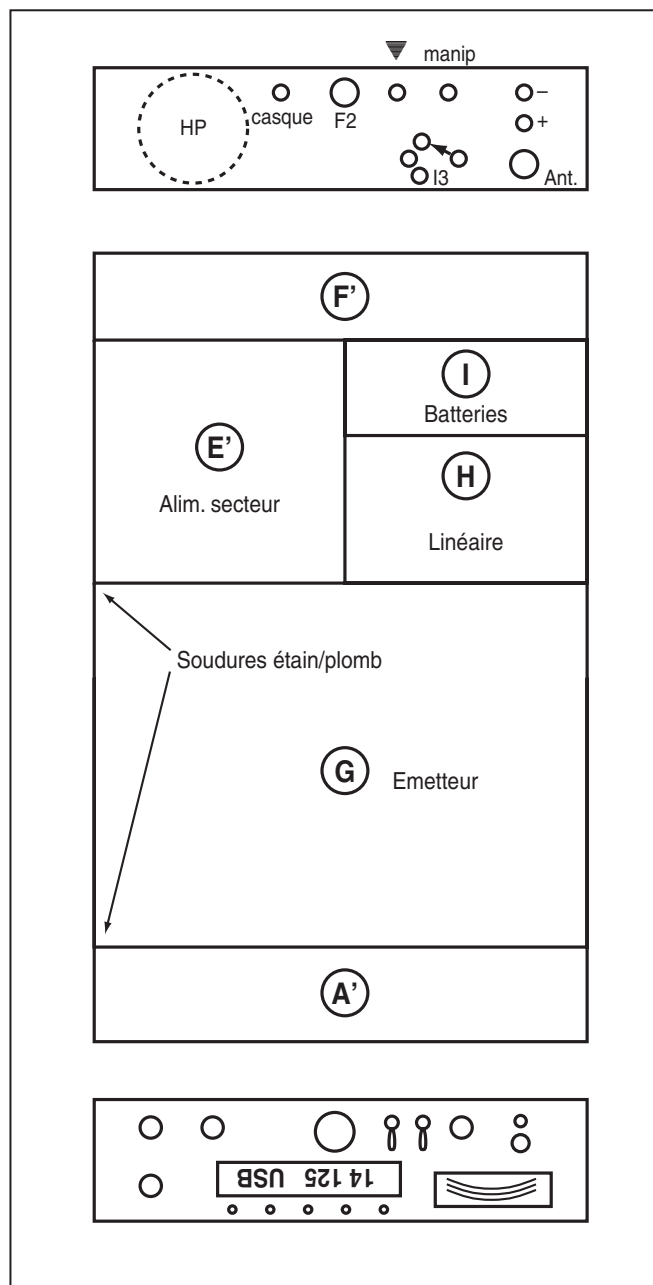 manip
HP
casque
F2
–
+
I3
Ant.
F’
I
Batteries
E’
Alim. secteur
H
Linéaire
Soudures étain/plomb
G
Emetteur
A’
14 125 USB